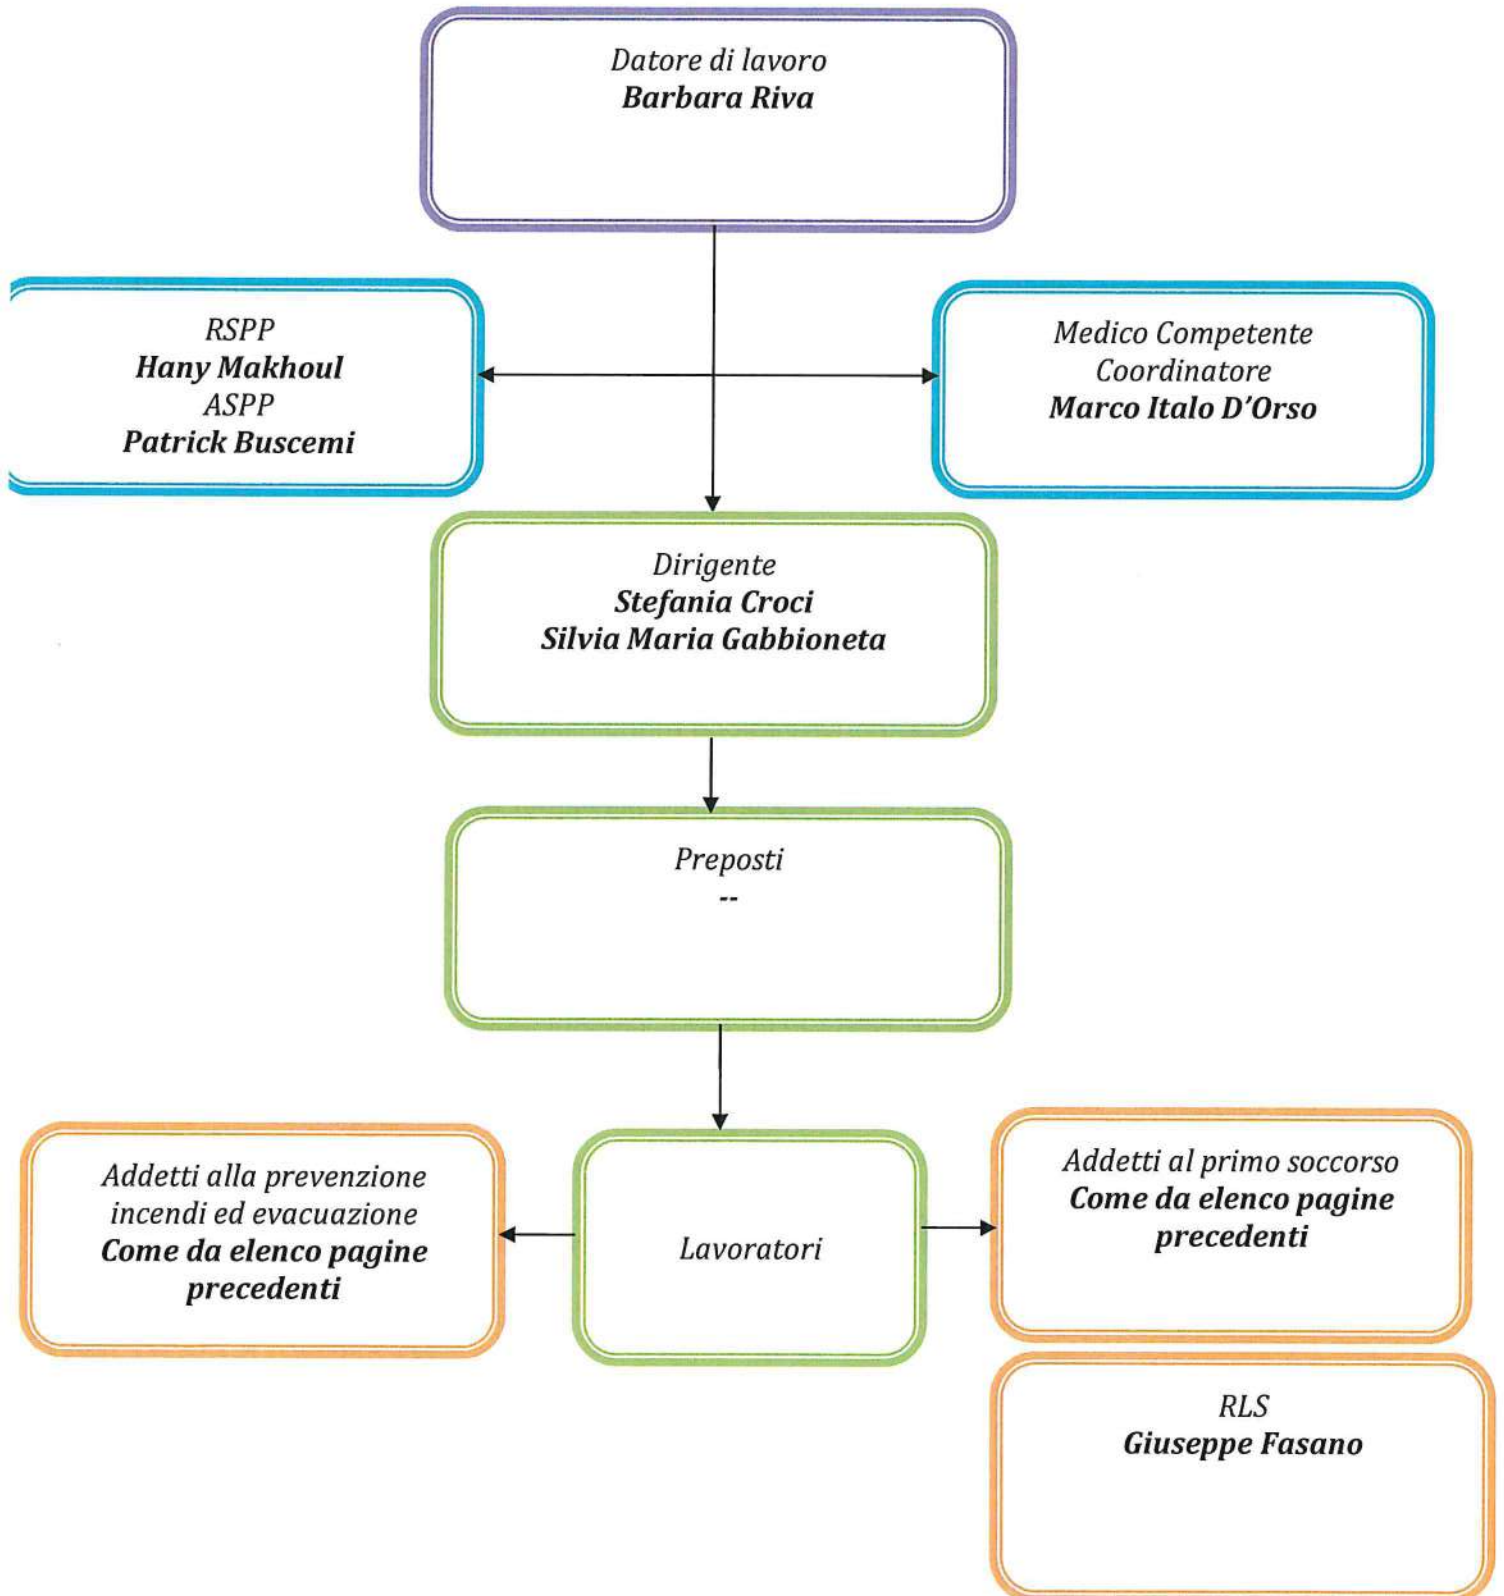 Datore di lavoro
Barbara Riva
RSPP
Hany Makhoul
ASPP
Patrick Buscemi
Medico Competente
Coordinatore
Marco Italo D'Orso
Dirigente
Stefania Croci
Silvia Maria Gabbioneta
Preposti
--
Addetti alla prevenzione
incendi ed evacuazione
Come da elenco pagine
precedenti
Lavoratori
Addetti al primo soccorso
Come da elenco pagine
precedenti
RLS
Giuseppe Fasano